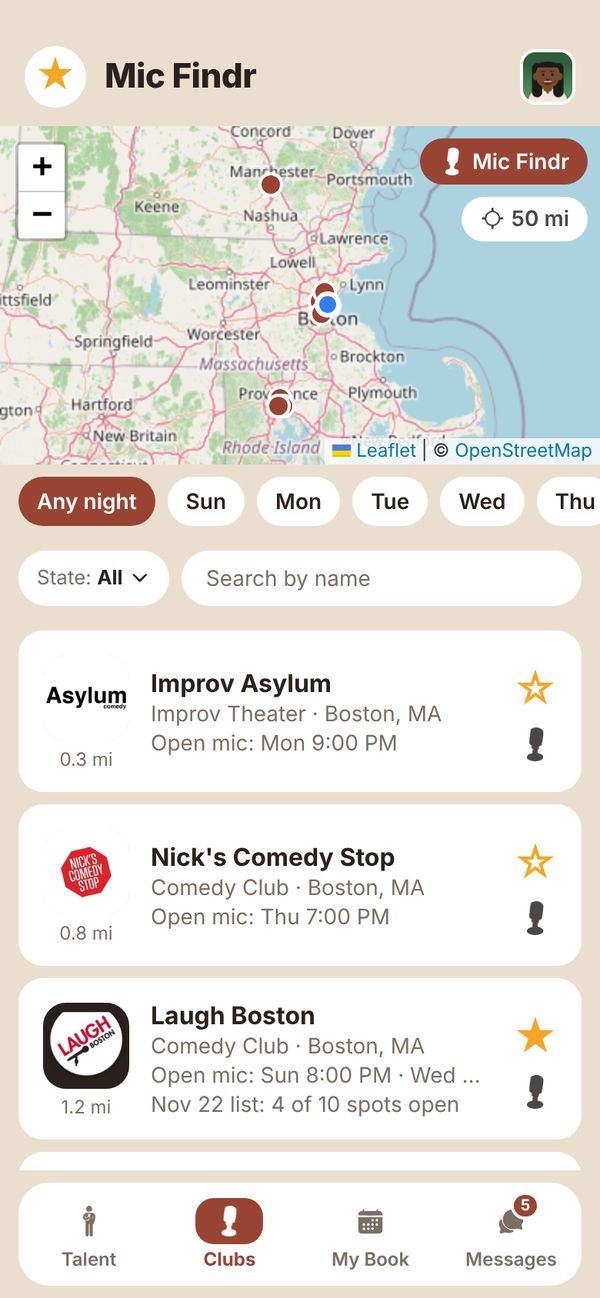 Mic Findr
Concord
Dover
Manchester
Portsmouth
Keene
Nashua
Lawrence
Lowell
Leominster
Lynn
ittsfield
Worcester
Springfield
Massachusetts
Brockton
Plymouth
Hartford
gton
New Britain
Rhode Island
+
−
Mic Findr
50 mi
Leaflet | © OpenStreetMap
Any night
Sun
Mon
Tue
Wed
Thu
State: All
Search by name
Asylum
comedy
0.3 mi
Improv Asylum
Improv Theater · Boston, MA
Open mic: Mon 9:00 PM
NICK'S
COMEDY
STOP
0.8 mi
Nick's Comedy Stop
Comedy Club · Boston, MA
Open mic: Thu 7:00 PM
LAUGH
BOSTON
1.2 mi
Laugh Boston
Comedy Club · Boston, MA
Open mic: Sun 8:00 PM · Wed ...
Nov 22 list: 4 of 10 spots open
Talent
Clubs
My Book
5
Messages